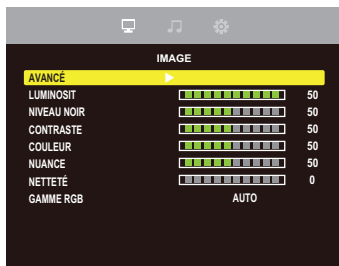 IMAGE
AVANCÉ
LUMINOSIT 50
NIVEAU NOIR 50
CONTRASTE 50
COULEUR 50
NUANCE 50
NETTETÉ 0
GAMME RGB AUTO